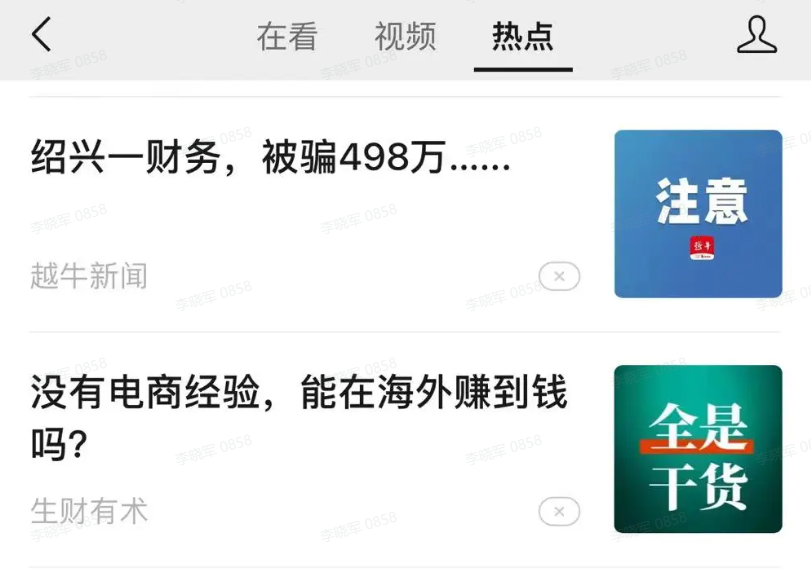 在看 视频 热点
绍兴一财务，被骗498万......
注意
越牛新闻
没有电商经验，能在海外赚到钱
吗？
全是
干货
生财有术
李晓军 0858